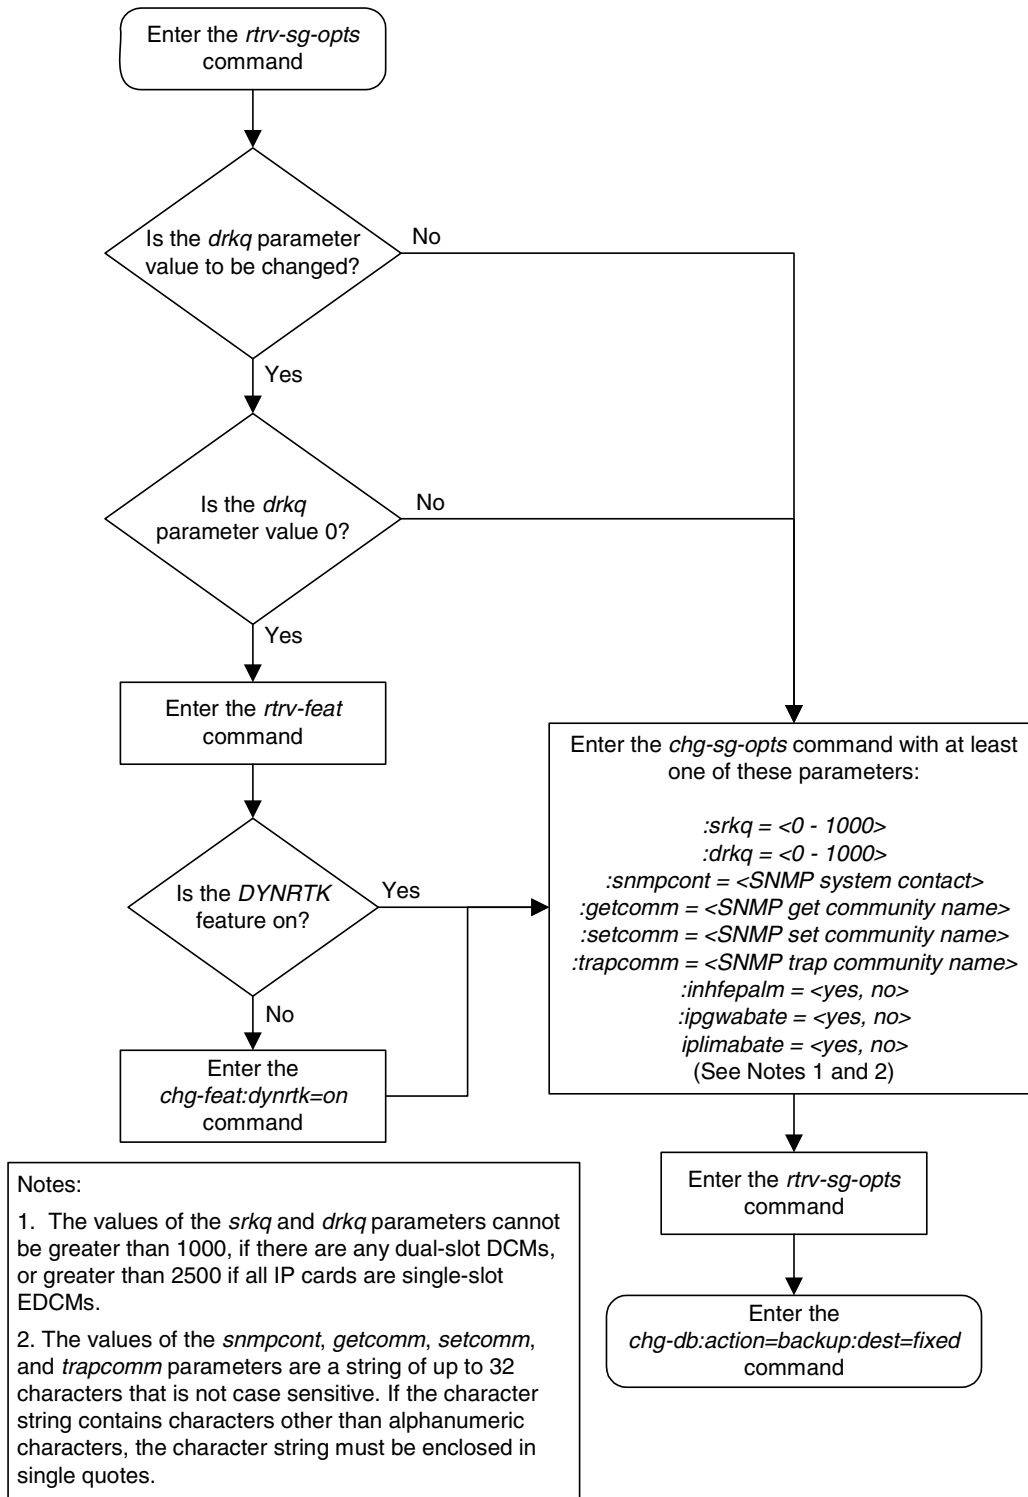 Enter the rtrv-sg-opts
command
Is the drkq parameter
value to be changed?
No
Yes
Is the drkq
parameter value 0?
No
Yes
Enter the rtrv-feat
command
Is the DYNRTK
feature on?
Yes
No
Enter the
chg-feat:dynrtk=on
command
Enter the chg-sg-opts command with at least
one of these parameters:
:srkq = <0 - 1000>
:drkq = <0 - 1000>
:snmpcont = <SNMP system contact>
:getcomm = <SNMP get community name>
:setcomm = <SNMP set community name>
:trapcomm = <SNMP trap community name>
:inhfepalm = <yes, no>
:ipgwabate = <yes, no>
iplimabate = <yes, no>
(See Notes 1 and 2)
Enter the rtrv-sg-opts
command
Enter the
chg-db:action=backup:dest=fixed
command
Notes:
1. The values of the srkq and drkq parameters cannot
be greater than 1000, if there are any dual-slot DCMs,
or greater than 2500 if all IP cards are single-slot
EDCMs.
2. The values of the snmpcont, getcomm, setcomm,
and trapcomm parameters are a string of up to 32
characters that is not case sensitive. If the character
string contains characters other than alphanumeric
characters, the character string must be enclosed in
single quotes.